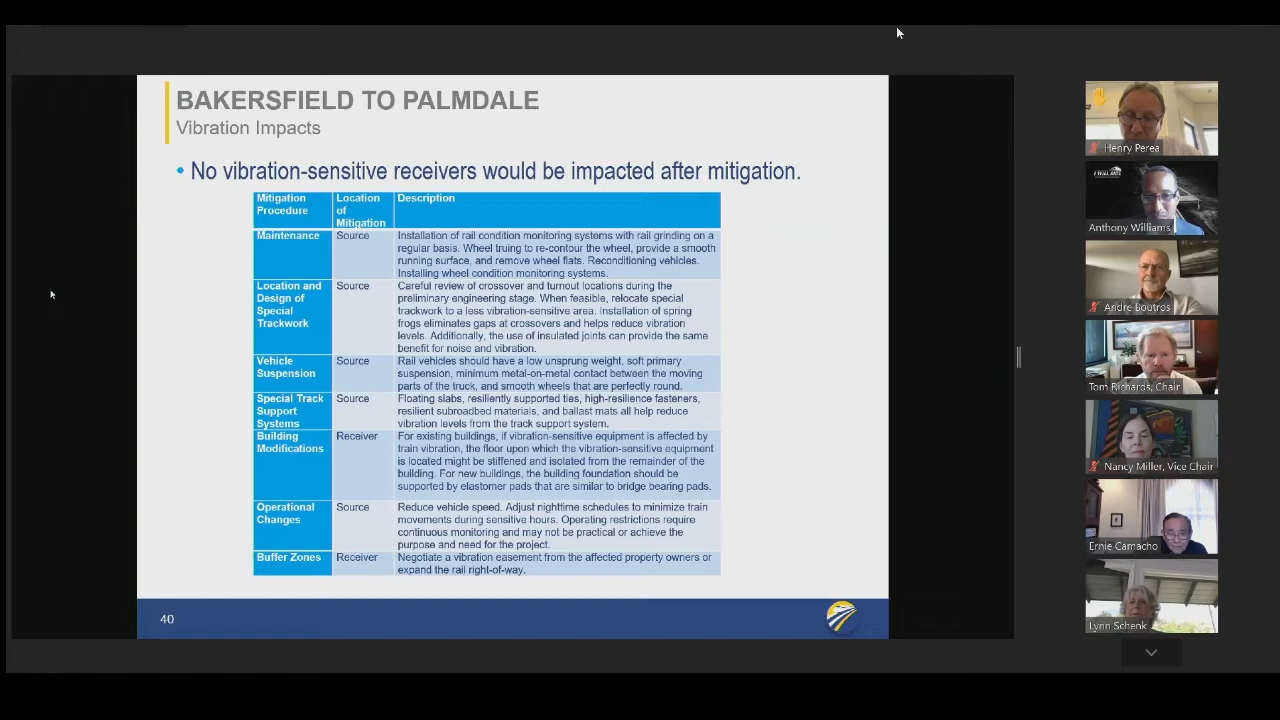 BAKERSFIELD TO PALMDALE
Vibration Impacts
• No vibration-sensitive receivers would be impacted after mitigation.
Mitigation
Procedure
Location
of
Mitigation
Description
Maintenance
Source
Installation of rail condition monitoring systems with rail grinding on a
regular basis. Wheel truing to re-contour the wheel, provide a smooth
running surface, and remove wheel flats. Reconditioning vehicles.
Installing wheel condition monitoring systems.
Location and
Design of
Special
Trackwork
Source
Careful review of crossover and turnout locations during the
preliminary engineering stage. When feasible, relocate special
trackwork to a less vibration-sensitive area. Installation of spring
frogs eliminates gaps at crossovers and helps reduce vibration
levels. Additionally, the use of insulated joints can provide the same
benefit for noise and vibration.
Vehicle
Suspension
Source
Rail vehicles should have a low unsprung weight, soft primary
suspension, minimum metal-on-metal contact between the moving
parts of the truck, and smooth wheels that are perfectly round.
Special Track
Support
Systems
Source
Floating slabs, resiliently supported ties, high-resilience fasteners,
resilient subroadbed materials, and ballast mats all help reduce
vibration levels from the track support system.
Building
Modifications
Receiver
For existing buildings, if vibration-sensitive equipment is affected by
train vibration, the floor upon which the vibration-sensitive equipment
is located might be stiffened and isolated from the remainder of the
building. For new buildings, the building foundation should be
supported by elastomer pads that are similar to bridge bearing pads.
Operational
Changes
Source
Reduce vehicle speed. Adjust nighttime schedules to minimize train
movements during sensitive hours. Operating restrictions require
continuous monitoring and may not be practical or achieve the
purpose and need for the project.
Buffer Zones
Receiver
Negotiate a vibration easement from the affected property owners or
expand the rail right-of-way.
40
Henry Perea
I WILL RIDE
Anthony Williams
Andre Boutros
Tom Richards, Chair
Nancy Miller, Vice Chair
Ernie Camacho
Lynn Schenk